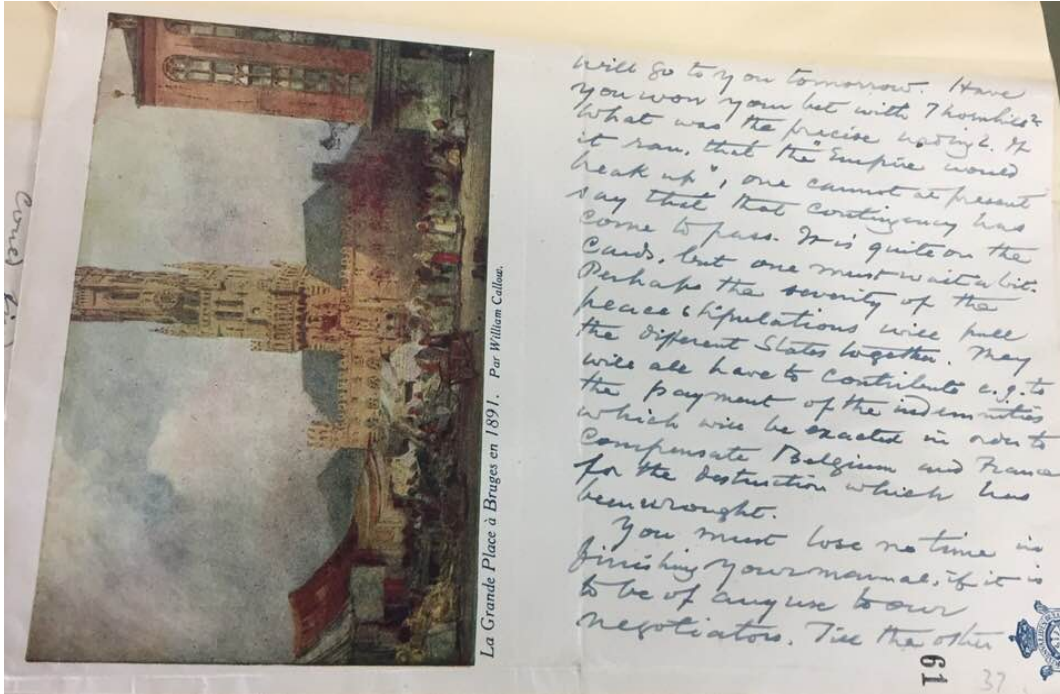 will go to you tomorrow. Have
you won your bet with Thornhill?
What was the precise wording?. If
it ran, that the "Empire would
break up", one cannot at present
say that that contingency has
come to pass. It is quite on the
cards, but one must wait a bit.
Perhaps the severity of the
peace stipulations will pull
the different States together. They
will all have to contribute e.g. to
the payment of the indemnities
which will be exacted in order to
compensate Belgium and France
for the destruction which has
been wrought.
You must lose no time in
finishing your manual, if it is
to be of any use to our
negotiators. Till the other
La Grande Place à Bruges en 1891. Par William Callow.
61
32